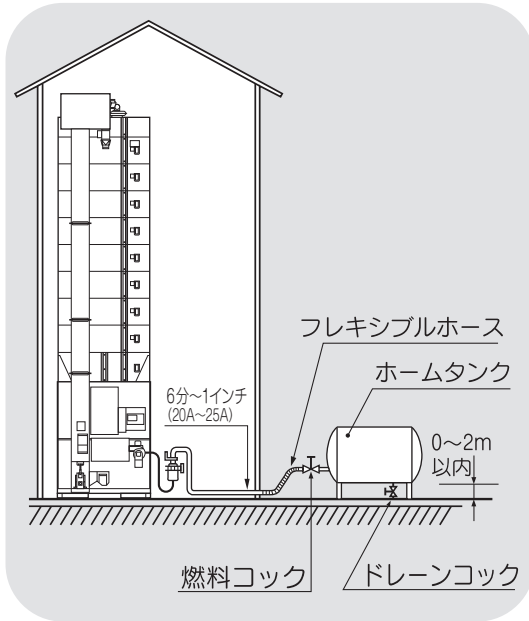 フレキシブルホース
ホームタンク
6分～1インチ
(20A～25A)
0～2m
以内
燃料コック
ドレーンコック